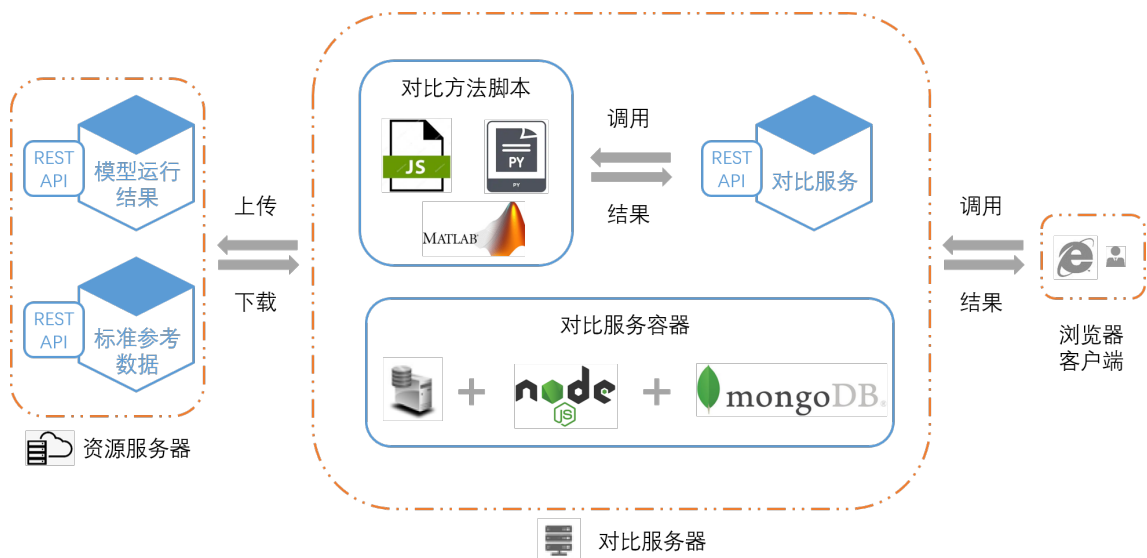 REST
API
模型运行
结果
REST
API
标准参考
数据
资源服务器
上传
下载
对比方法脚本
JS
PY
PY
MATLAB
调用
结果
REST
API
对比服务
对比服务容器
node
JS
mongoDB
对比服务器
调用
结果
浏览器
客户端